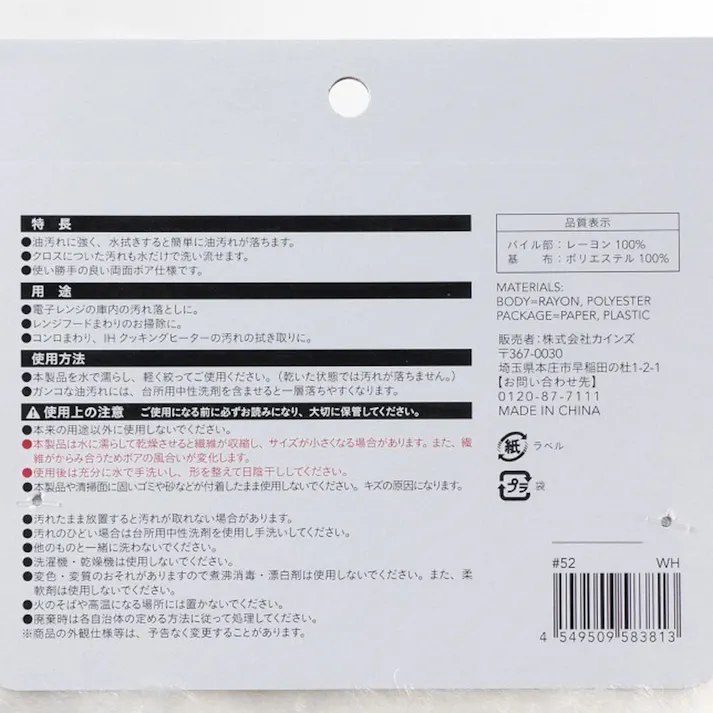 特長
●油汚れに強く、水拭きすると簡単に油汚れが落ちます。
●クロスについた汚れも水だけで洗い流せます。
●使い勝手の良い両面ボア仕様です。
用途
●電子レンジの庫内の汚れ落としに。
●レンジフードまわりのお掃除に。
●コンロまわり、IHクッキングヒーターの汚れの拭き取りに。
使用方法
●本製品を水で濡らし、軽く絞ってご使用ください。（乾いた状態では汚れが落ちません。）
●ガンコな油汚れには、台所用中性洗剤を含ませると一層落ちやすくなります。
使用上の注意 ご使用になる前に必ずお読みになり、大切に保管してください。
●本来の用途以外に使用しないでください。
●本製品は水に濡らして乾燥させると繊維が収縮し、サイズが小さくなる場合があります。また、繊
維がからみ合うためボアの風合いが変化します。
●使用後は充分に水で手洗いし、形を整えて日陰干ししてください。
●本製品や清掃面に固いゴミや砂などが付着したまま使用しないでください。キズの原因になります。
●汚れたまま放置すると汚れが取れない場合があります。
●汚れのひどい場合は台所用中性洗剤を使用し手洗いしてください。
●他のものと一緒に洗わないでください。
●洗濯機・乾燥機は使用しないでください。
●変色・変質のおそれがありますので煮沸消毒・漂白剤は使用しないでください。また、柔
軟剤は使用しないでください。
●火のそばや高温になる場所には置かないでください。
●廃棄時は各自治体の定める方法に従って処理してください。
※商品の外観仕様等は、予告なく変更することがあります。
品質表示
パイル部：レーヨン 100%
基 布：ポリエステル 100%
MATERIALS:
BODY=RAYON, POLYESTER
PACKAGE=PAPER, PLASTIC
販売者：株式会社カインズ
〒367-0030
埼玉県本庄市早稲田の杜1-2-1
【お問い合わせ先】
0120-87-7111
MADE IN CHINA
紙 ラベル
プラ 袋
#52 WH
4 549509 583813